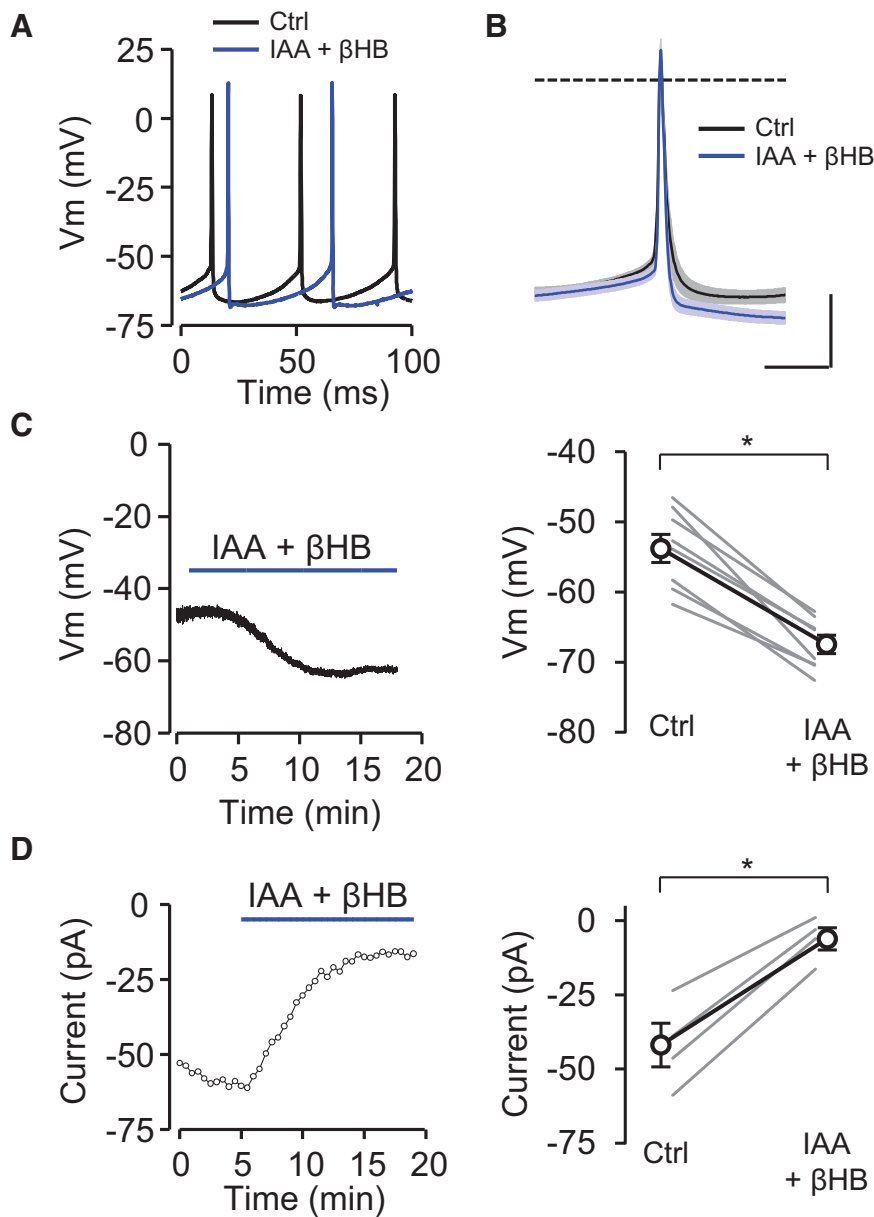 A
Ctrl
IAA + βHB
25
0
-25
-50
-75
Vm (mV)
0
50
100
Time (ms)
B
Ctrl
IAA + βHB
C
0
-20
-40
-60
-80
Vm (mV)
IAA + βHB
0
5
10
15
20
Time (min)
*
-40
-50
-60
-70
-80
Vm (mV)
Ctrl
IAA
+ βHB
D
0
-25
-50
-75
Current (pA)
IAA + βHB
0
5
10
15
20
Time (min)
*
0
-25
-50
-75
Current (pA)
Ctrl
IAA
+ βHB